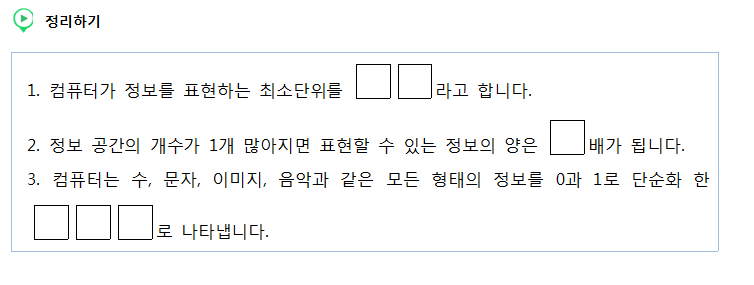 정리하기
1. 컴퓨터가 정보를 표현하는 최소단위를 □ □ 라고 합니다.
2. 정보 공간의 개수가 1개 많아지면 표현할 수 있는 정보의 양은 □ 배가 됩니다.
3. 컴퓨터는 수, 문자, 이미지, 음악과 같은 모든 형태의 정보를 0과 1로 단순화 한
□ □ □ 로 나타냅니다.